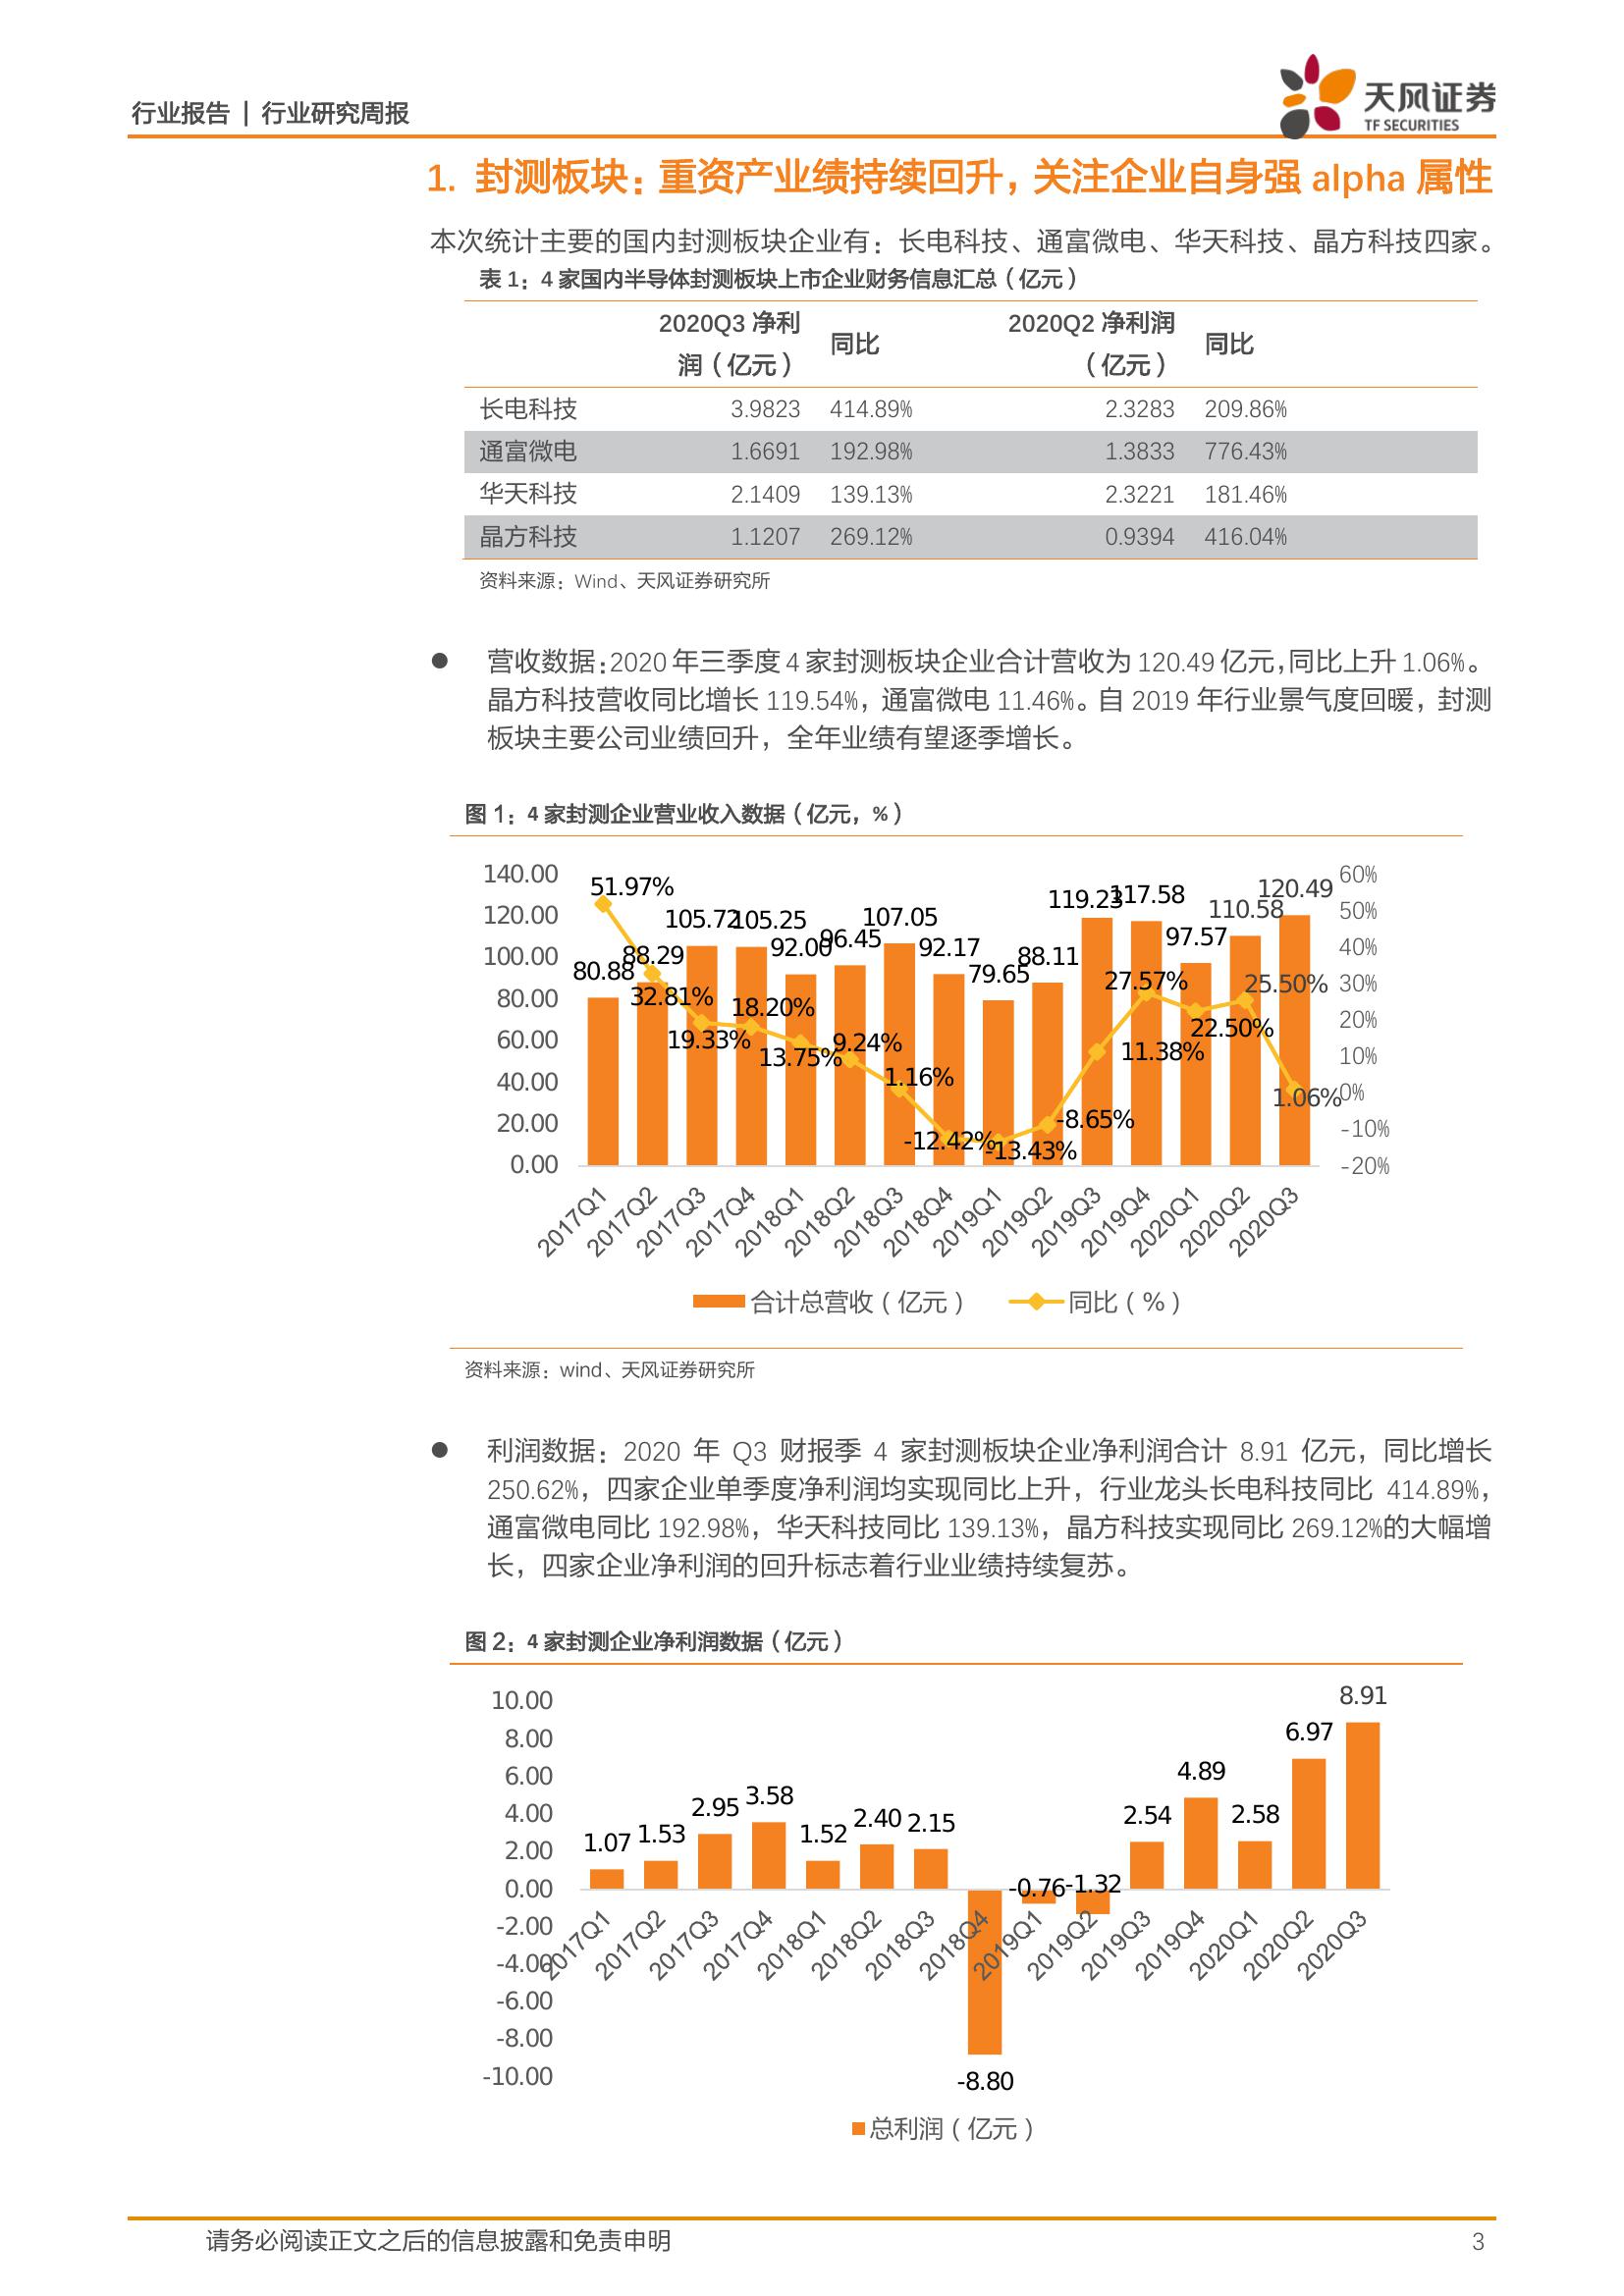 行业报告 | 行业研究周报
天风证券
TF SECURITIES
1. 封测板块：重资产业绩持续回升，关注企业自身强 alpha 属性
本次统计主要的国内封测板块企业有：长电科技、通富微电、华天科技、晶方科技四家。
表 1：4 家国内半导体封测板块上市企业财务信息汇总（亿元）
2020Q3 净利润（亿元） 同比 2020Q2 净利润（亿元） 同比
长电科技 3.9823 414.89% 2.3283 209.86%
通富微电 1.6691 192.98% 1.3833 776.43%
华天科技 2.1409 139.13% 2.3221 181.46%
晶方科技 1.1207 269.12% 0.9394 416.04%
资料来源：Wind、天风证券研究所
● 营收数据：2020 年三季度 4 家封测板块企业合计营收为 120.49 亿元，同比上升 1.06%。
晶方科技营收同比增长 119.54%，通富微电 11.46%。自 2019 年行业景气度回暖，封测
板块主要公司业绩回升，全年业绩有望逐季增长。
图 1：4 家封测企业营业收入数据（亿元，%）
140.00
120.00
100.00
80.00
60.00
40.00
20.00
0.00
60%
50%
40%
30%
20%
10%
0%
-10%
-20%
80.88
88.29
105.72
105.25
92.00
96.45
107.05
92.17
79.65
88.11
119.23
117.58
97.57
110.58
120.49
51.97%
32.81%
19.33%
18.20%
13.75%
9.24%
1.16%
-12.42%
-13.43%
-8.65%
11.38%
27.57%
22.50%
25.50%
1.06%
2017Q1
2017Q2
2017Q3
2017Q4
2018Q1
2018Q2
2018Q3
2018Q4
2019Q1
2019Q2
2019Q3
2019Q4
2020Q1
2020Q2
2020Q3
合计总营收（亿元） 同比（%）
资料来源：wind、天风证券研究所
● 利润数据：2020 年 Q3 财报季 4 家封测板块企业净利润合计 8.91 亿元，同比增长
250.62%，四家企业单季度净利润均实现同比上升，行业龙头长电科技同比 414.89%，
通富微电同比 192.98%，华天科技同比 139.13%，晶方科技实现同比 269.12%的大幅增
长，四家企业净利润的回升标志着行业业绩持续复苏。
图 2：4 家封测企业净利润数据（亿元）
10.00
8.00
6.00
4.00
2.00
0.00
-2.00
-4.00
-6.00
-8.00
-10.00
1.07
1.53
2.95
3.58
1.52
2.40
2.15
-8.80
-0.76
-1.32
2.54
4.89
2.58
6.97
8.91
2017Q1
2017Q2
2017Q3
2017Q4
2018Q1
2018Q2
2018Q3
2018Q4
2019Q1
2019Q2
2019Q3
2019Q4
2020Q1
2020Q2
2020Q3
总利润（亿元）
请务必阅读正文之后的信息披露和免责申明 3